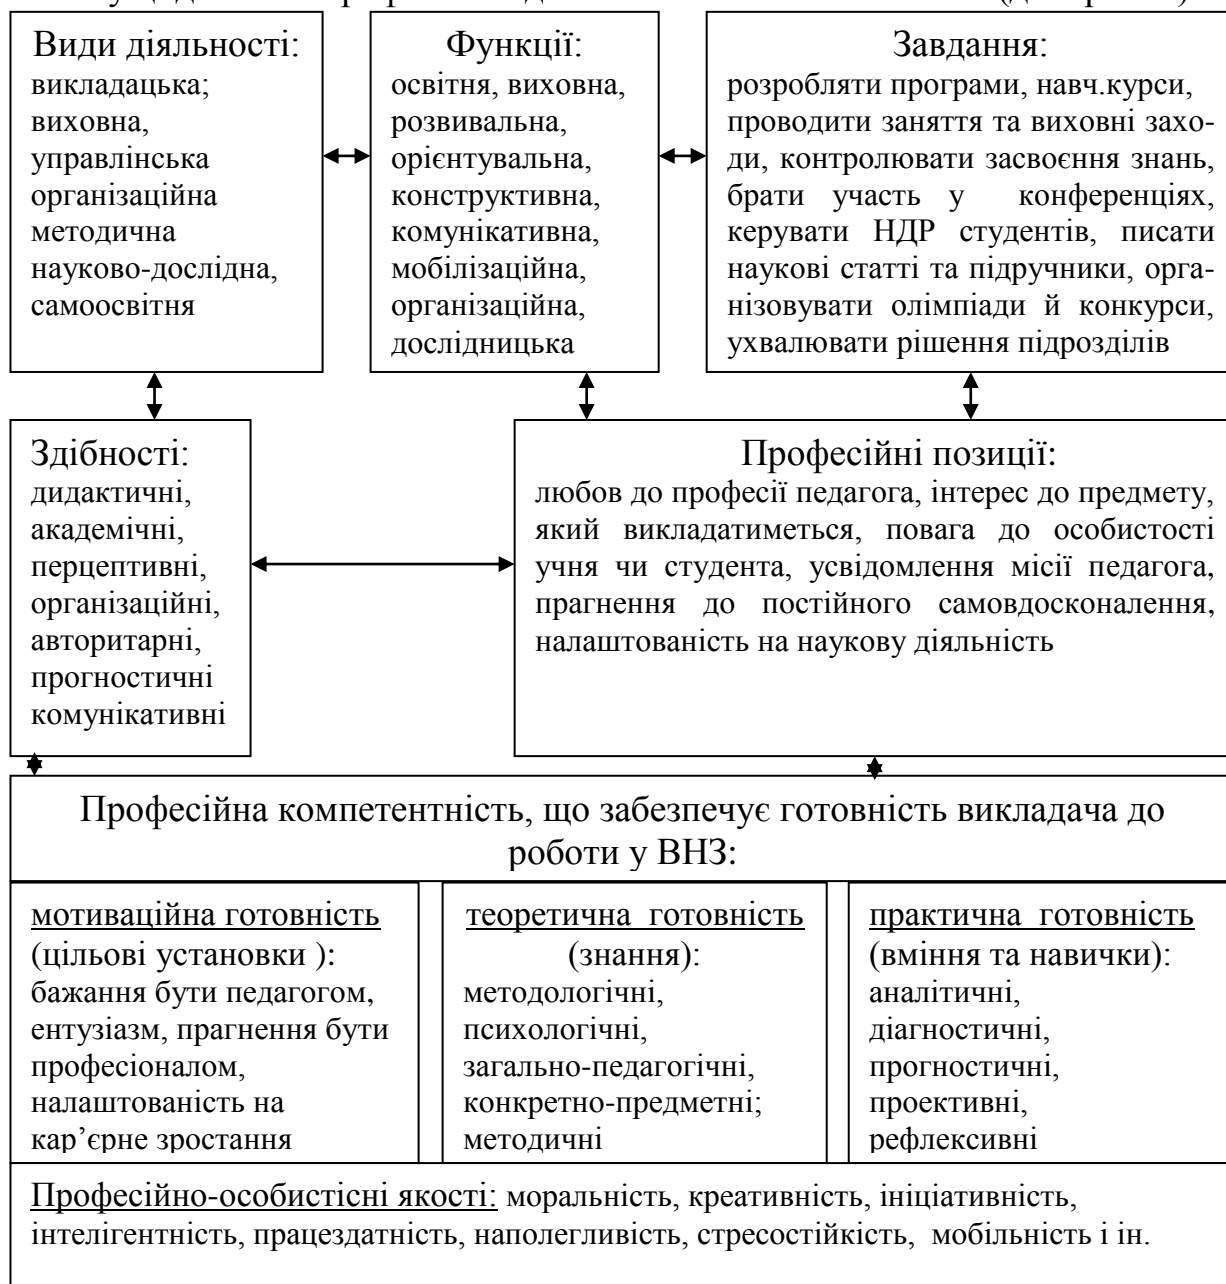 Види діяльності:
викладацька;
виховна,
управлінська
організаційна
методична
науково-дослідна,
самоосвітня
Функції:
освітня, виховна,
розвивальна,
орієнтувальна,
конструктивна,
комунікативна,
мобілізаційна,
організаційна,
дослідницька
Завдання:
розробляти програми, навч.курси,
проводити заняття та виховні захо-
ди, контролювати засвоєння знань,
брати участь у конференціях,
керувати НДР студентів, писати
наукові статті та підручники, орга-
нізовувати олімпіади й конкурси,
ухвалювати рішення підрозділів
Здібності:
дидактичні,
академічні,
перцептивні,
організаційні,
авторитарні,
прогностичні
комунікативні
Професійні позиції:
любов до професії педагога, інтерес до предмету,
який викладатиметься, повага до особистості
учня чи студента, усвідомлення місії педагога,
прагнення до постійного самовдосконалення,
налаштованість на наукову діяльність
Професійна компетентність, що забезпечує готовність викладача до
роботи у ВНЗ:
мотиваційна готовність
(цільові установки ):
бажання бути педагогом,
ентузіазм, прагнення бути
професіоналом,
налаштованість на
кар’єрне зростання
теоретична готовність
(знання):
методологічні,
психологічні,
загально-педагогічні,
конкретно-предметні;
методичні
практична готовність
(вміння та навички):
аналітичні,
діагностичні,
прогностичні,
проективні,
рефлексивні
Професійно-особистісні якості: моральність, креативність, ініціативність,
інтелігентність, працездатність, наполегливість, стресостійкість, мобільність і ін.